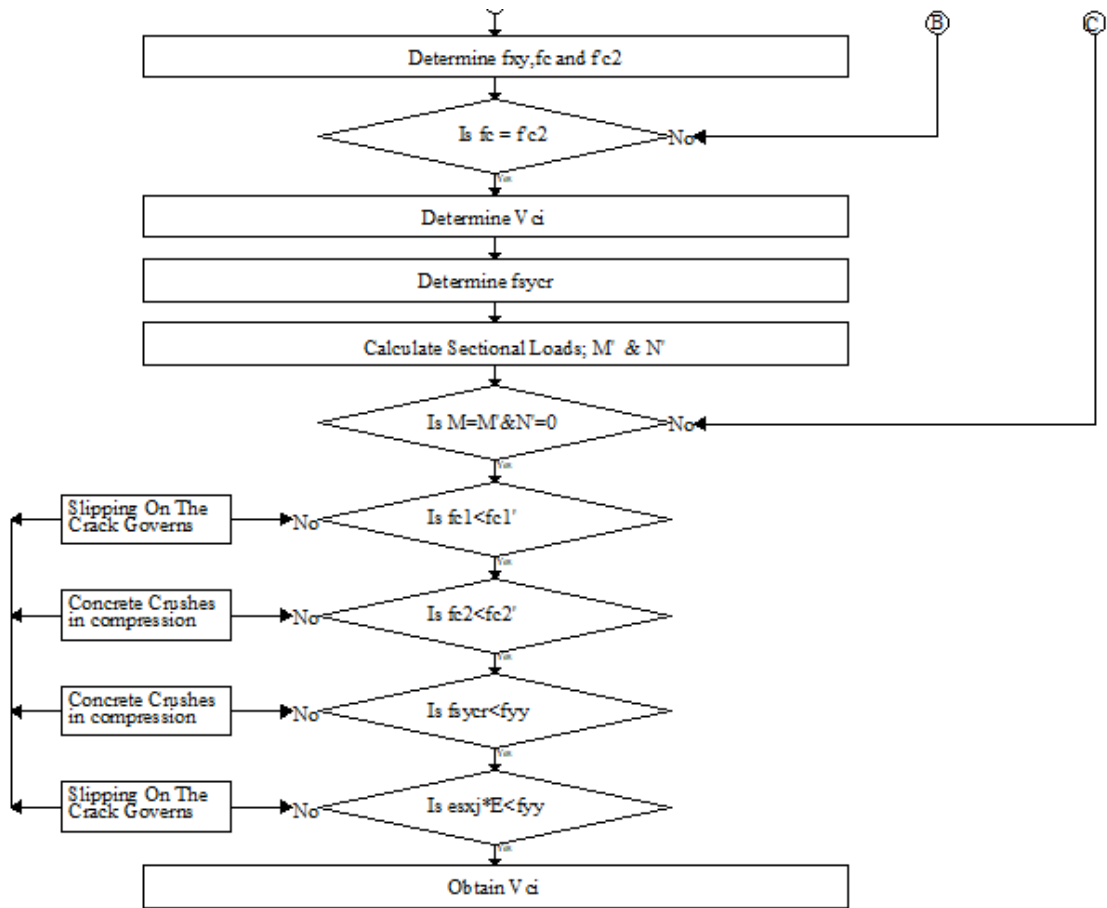 B
C
Determine fxy,fc and f'c2
Is fc = f'c2
No
Yes
Determine Vci
Determine fsycr
Calculate Sectional Loads; M' & N'
Is M=M'&N'=0
No
Yes
Slipping On The
Crack Governs
No
Is fc1<fc1'
Yes
Concrete Crushes
in compression
No
Is fc2<fc2'
Yes
Concrete Crushes
in compression
No
Is fsycr<fyy
Yes
Slipping On The
Crack Governs
No
Is esxj*E<fyy
Yes
Obtain Vci